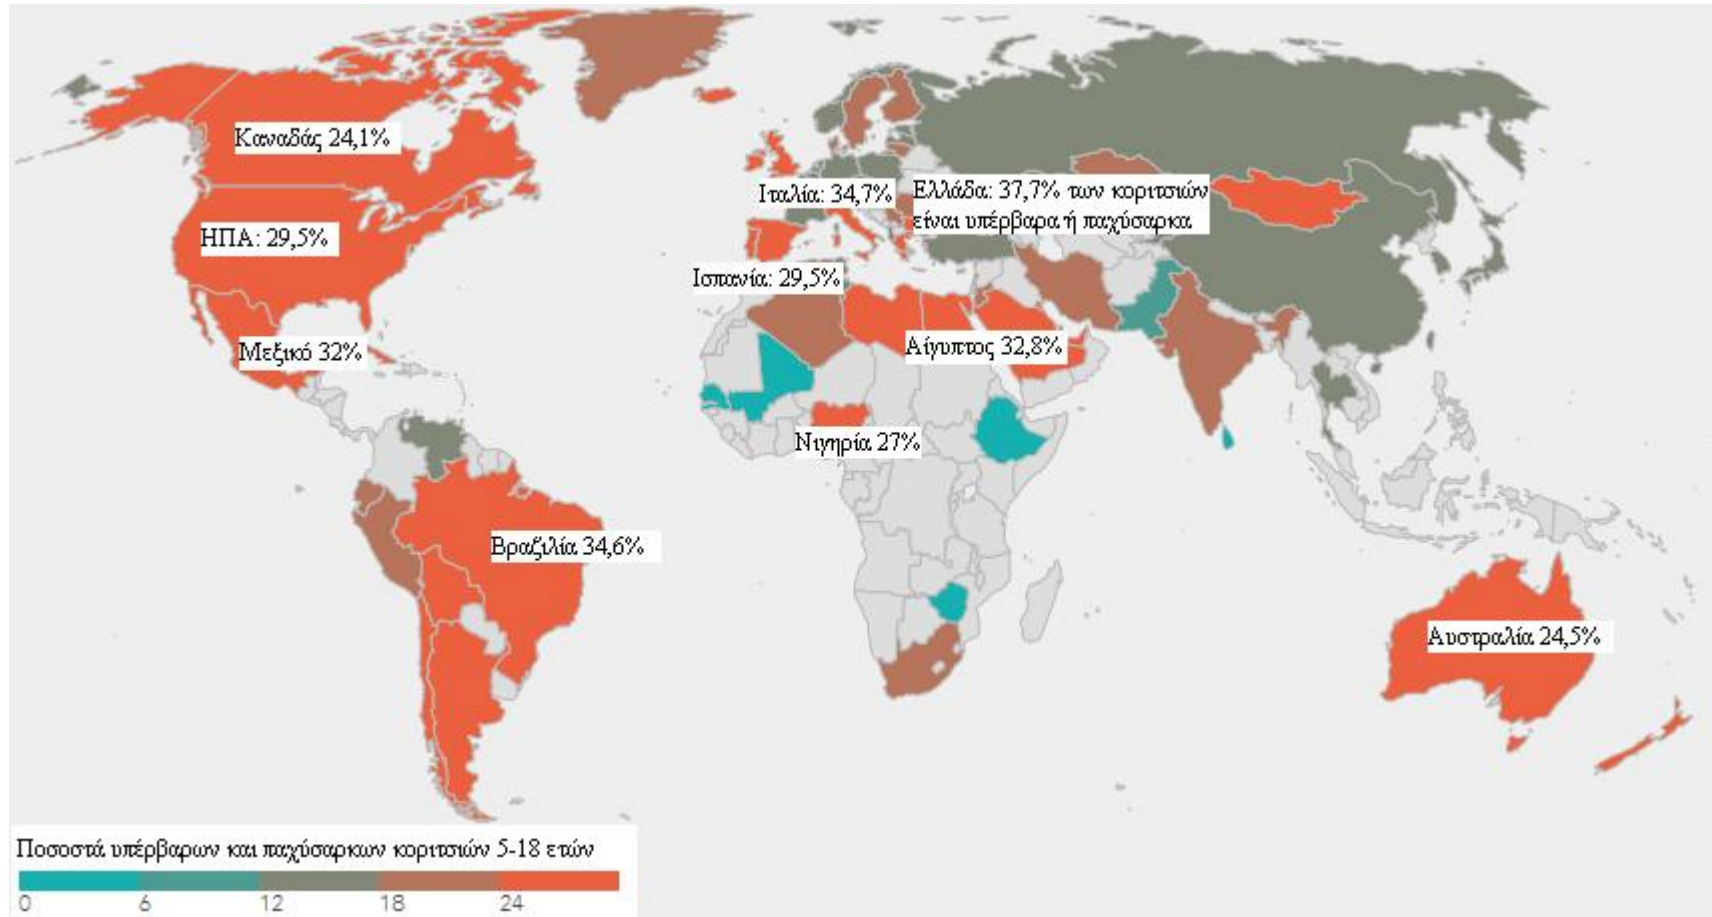 Καναδάς 24,1%
Ιταλία: 34,7%
Ελλάδα: 37,7% των κοριτσιών
είναι υπέρβαρα ή παχύσαρκα
ΗΠΑ: 29,5%
Ισπανία: 29,5%
Μεξικό 32%
Αίγυπτος 32,8%
Νιγηρία 27%
Βραζιλία 34,6%
Αυστραλία 24,5%
Ποσοστά υπέρβαρων και παχύσαρκων κοριτσιών 5-18 ετών
0 6 12 18 24